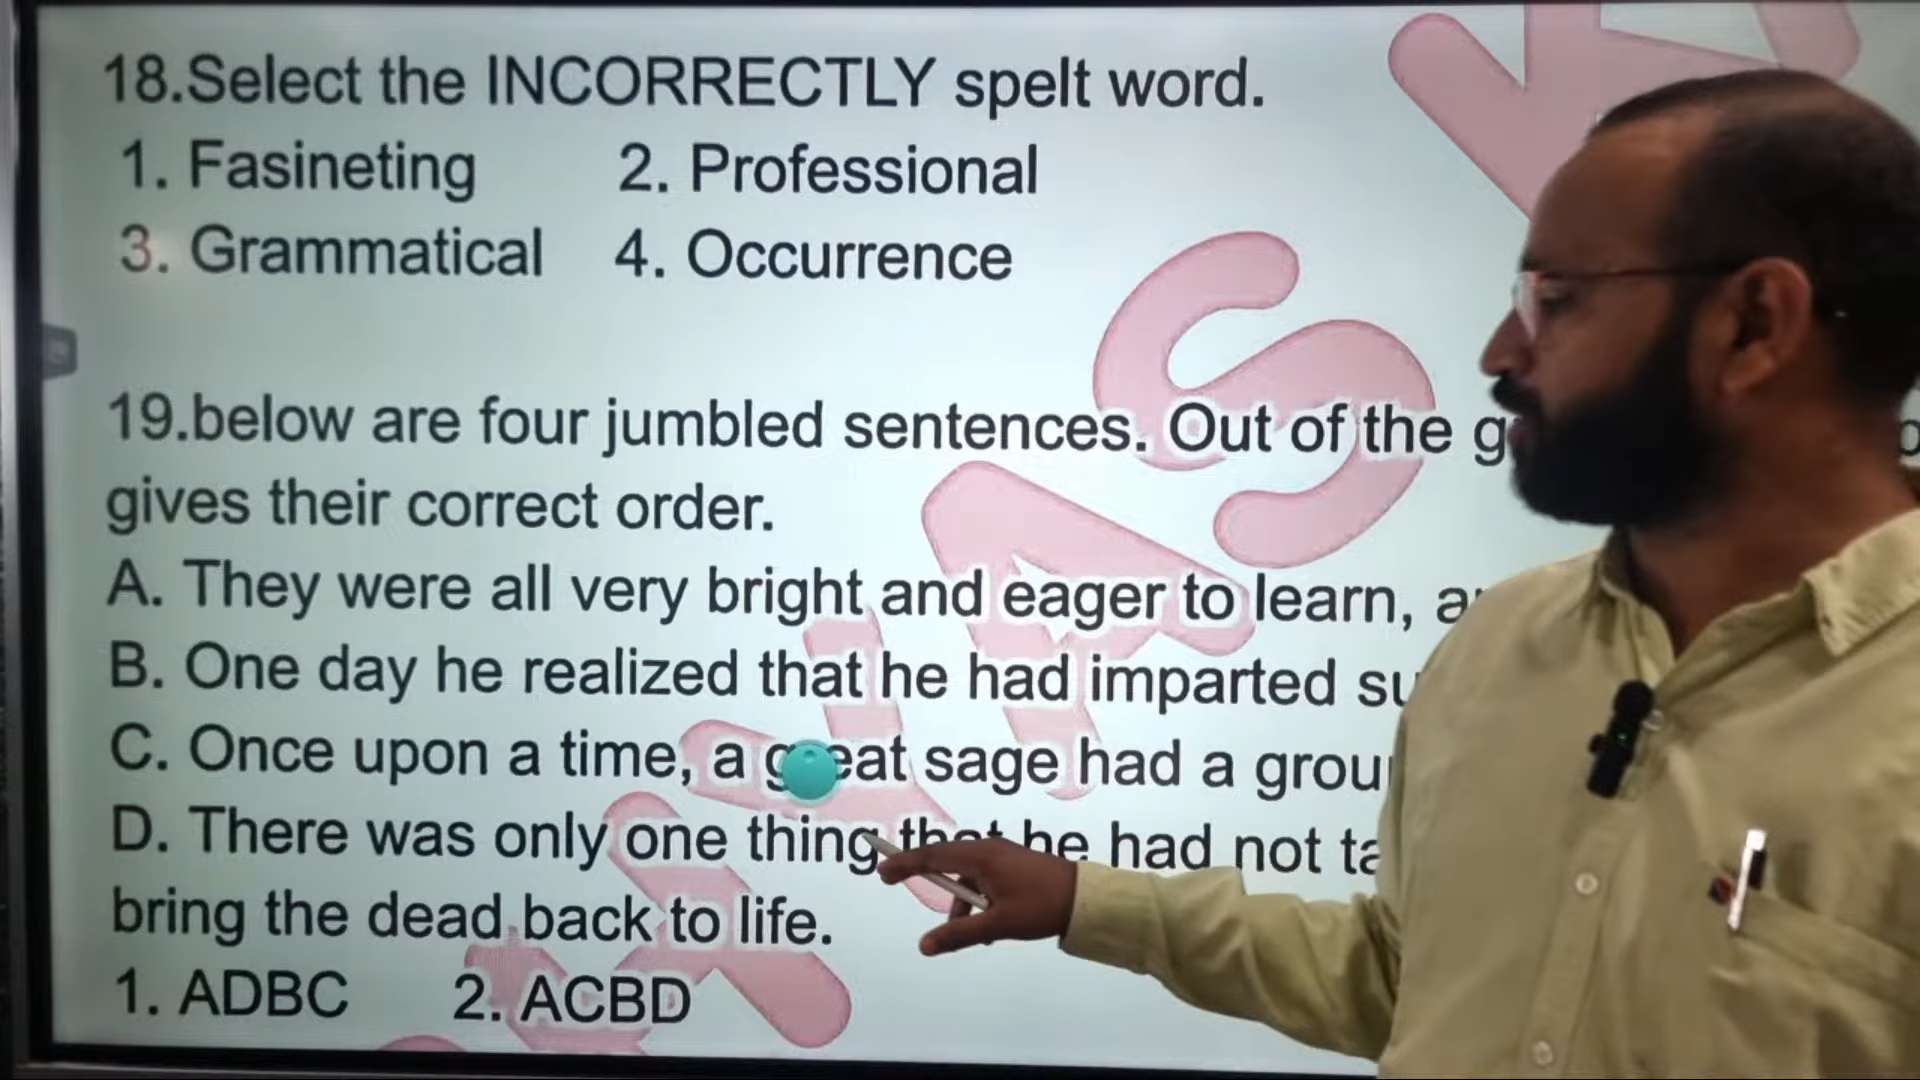 18.Select the INCORRECTLY spelt word.
1. Fasineting 2. Professional
3. Grammatical 4. Occurrence
19.below are four jumbled sentences. Out of the
gives their correct order.
A. They were all very bright and eager to learn,
B. One day he realized that he had imparted
C. Once upon a time, a great sage had a
D. There was only one thing that he had not
bring the dead back to life.
1. ADBC 2. ACBD